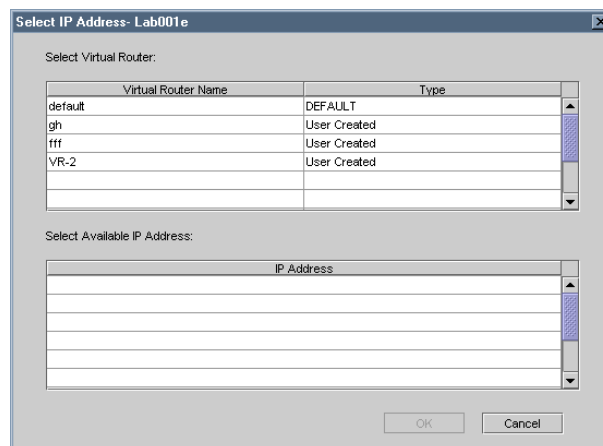 Select IP Address- Lab001e
Select Virtual Router:
Virtual Router Name Type
default DEFAULT
gh User Created
fff User Created
VR-2 User Created
Select Available IP Address:
IP Address
OK Cancel